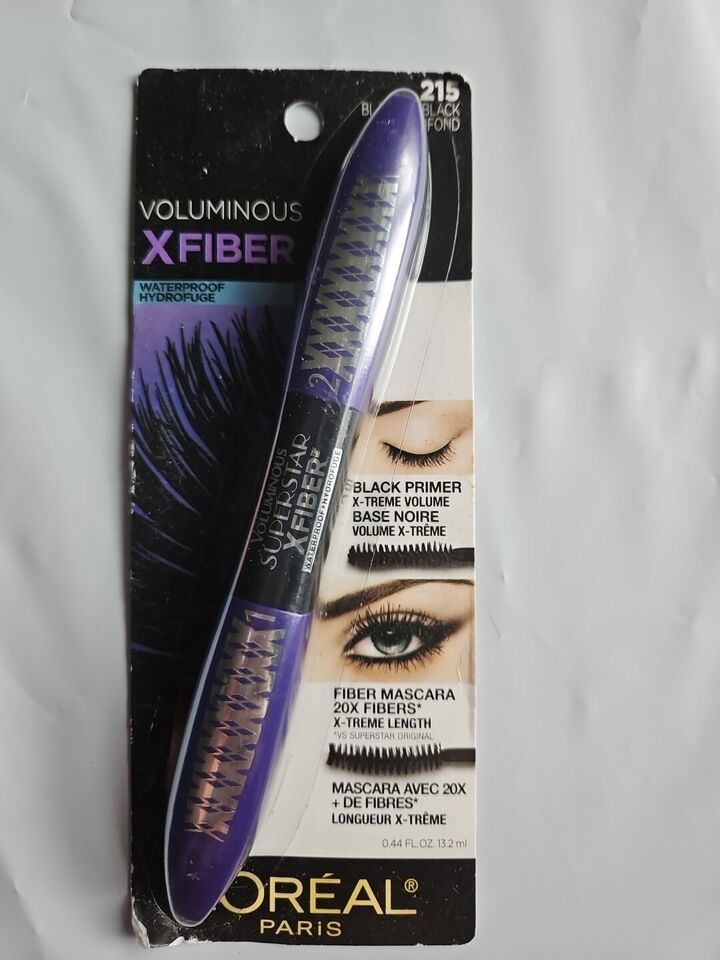 215
BLACK
FOND
VOLUMINOUS
XFIBER
WATERPROOF
HYDROFUGE
2
VOLUMINOUS
SUPERSTAR
XFIBER
WATERPROOF • HYDROFUGE
1
BLACK PRIMER
X-TREME VOLUME
BASE NOIRE
VOLUME X-TRÊME
FIBER MASCARA
20X FIBERS*
X-TREME LENGTH
*VS SUPERSTAR ORIGINAL
MASCARA AVEC 20X
+ DE FIBRES*
LONGUEUR X-TRÊME
0.44 FL.OZ. 13.2 ml
ORÉAL®
PARIS